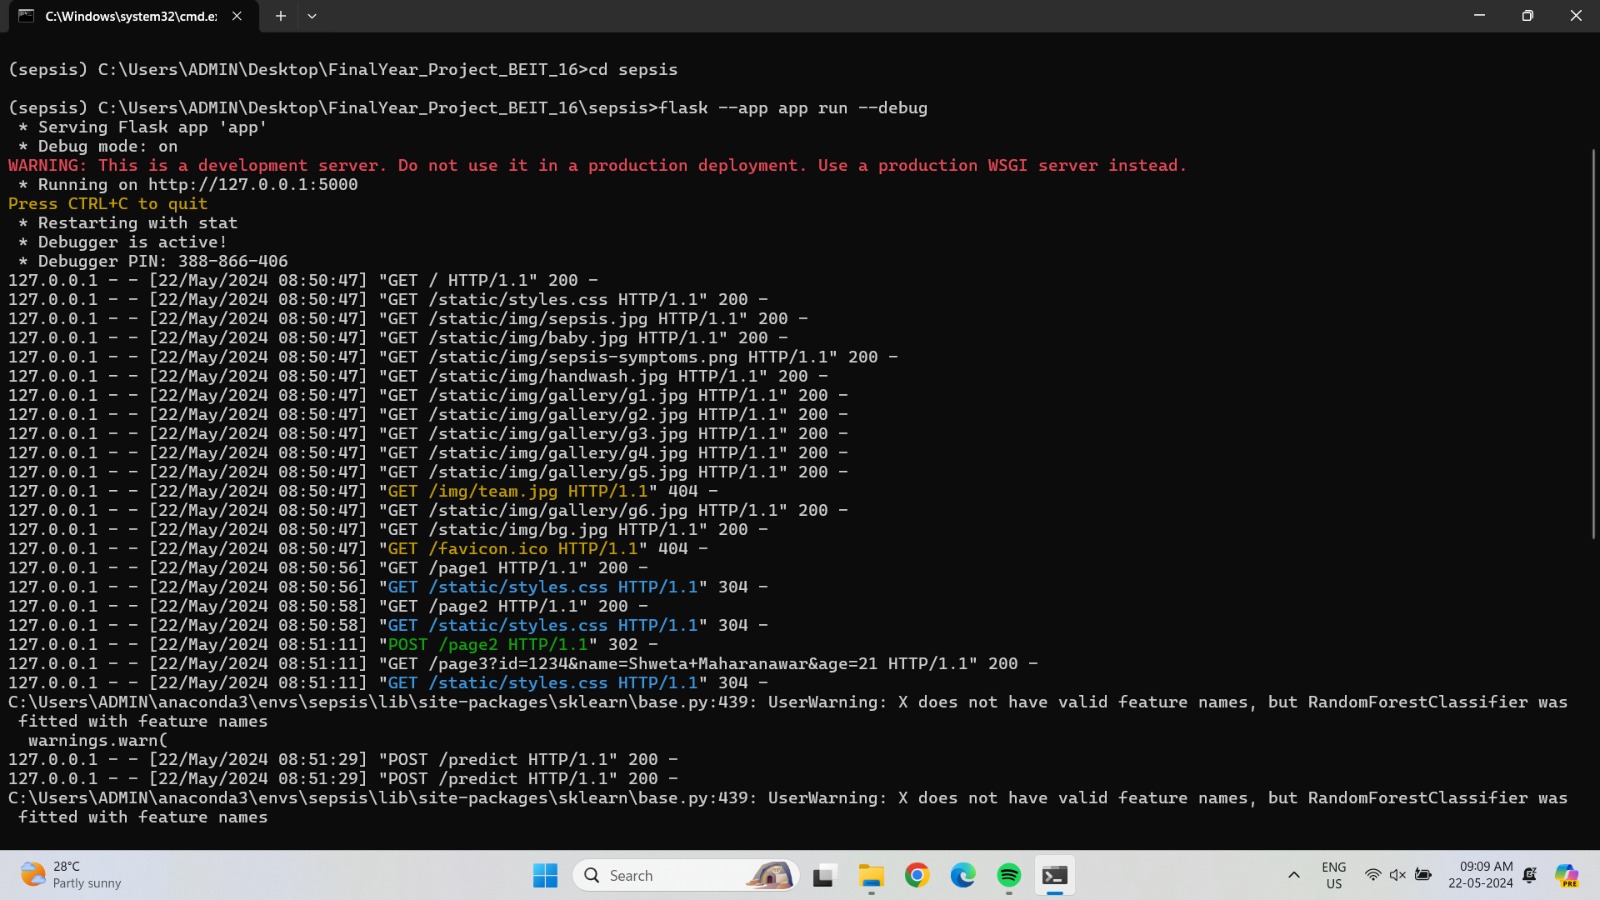 C:\Windows\system32\cmd.e:
(sepsis) C:\Users\ADMIN\Desktop\FinalYear_Project_BEIT_16>cd sepsis
(sepsis) C:\Users\ADMIN\Desktop\FinalYear_Project_BEIT_16\sepsis>flask --app app run --debug
* Serving Flask app 'app'
* Debug mode: on
WARNING: This is a development server. Do not use it in a production deployment. Use a production WSGI server instead.
* Running on http://127.0.0.1:5000
Press CTRL+C to quit
* Restarting with stat
* Debugger is active!
* Debugger PIN: 388-866-406
127.0.0.1 - - [22/May/2024 08:50:47] "GET / HTTP/1.1" 200 -
127.0.0.1 - - [22/May/2024 08:50:47] "GET /static/styles.css HTTP/1.1" 200 -
127.0.0.1 - - [22/May/2024 08:50:47] "GET /static/img/sepsis.jpg HTTP/1.1" 200 -
127.0.0.1 - - [22/May/2024 08:50:47] "GET /static/img/baby.jpg HTTP/1.1" 200 -
127.0.0.1 - - [22/May/2024 08:50:47] "GET /static/img/sepsis-symptoms.png HTTP/1.1" 200 -
127.0.0.1 - - [22/May/2024 08:50:47] "GET /static/img/handwash.jpg HTTP/1.1" 200 -
127.0.0.1 - - [22/May/2024 08:50:47] "GET /static/img/gallery/g1.jpg HTTP/1.1" 200 -
127.0.0.1 - - [22/May/2024 08:50:47] "GET /static/img/gallery/g2.jpg HTTP/1.1" 200 -
127.0.0.1 - - [22/May/2024 08:50:47] "GET /static/img/gallery/g3.jpg HTTP/1.1" 200 -
127.0.0.1 - - [22/May/2024 08:50:47] "GET /static/img/gallery/g4.jpg HTTP/1.1" 200 -
127.0.0.1 - - [22/May/2024 08:50:47] "GET /static/img/gallery/g5.jpg HTTP/1.1" 200 -
127.0.0.1 - - [22/May/2024 08:50:47] "GET /img/team.jpg HTTP/1.1" 404 -
127.0.0.1 - - [22/May/2024 08:50:47] "GET /static/img/gallery/g6.jpg HTTP/1.1" 200 -
127.0.0.1 - - [22/May/2024 08:50:47] "GET /static/img/bg.jpg HTTP/1.1" 200 -
127.0.0.1 - - [22/May/2024 08:50:47] "GET /favicon.ico HTTP/1.1" 404 -
127.0.0.1 - - [22/May/2024 08:50:56] "GET /page1 HTTP/1.1" 200 -
127.0.0.1 - - [22/May/2024 08:50:56] "GET /static/styles.css HTTP/1.1" 304 -
127.0.0.1 - - [22/May/2024 08:50:58] "GET /page2 HTTP/1.1" 200 -
127.0.0.1 - - [22/May/2024 08:50:58] "GET /static/styles.css HTTP/1.1" 304 -
127.0.0.1 - - [22/May/2024 08:51:11] "POST /page2 HTTP/1.1" 302 -
127.0.0.1 - - [22/May/2024 08:51:11] "GET /page3?id=1234&name=Shweta+Maharanawar&age=21 HTTP/1.1" 200 -
127.0.0.1 - - [22/May/2024 08:51:11] "GET /static/styles.css HTTP/1.1" 304 -
C:\Users\ADMIN\anaconda3\envs\sepsis\lib\site-packages\sklearn\base.py:439: UserWarning: X does not have valid feature names, but RandomForestClassifier was
fitted with feature names
warnings.warn(
127.0.0.1 - - [22/May/2024 08:51:29] "POST /predict HTTP/1.1" 200 -
127.0.0.1 - - [22/May/2024 08:51:29] "POST /predict HTTP/1.1" 200 -
C:\Users\ADMIN\anaconda3\envs\sepsis\lib\site-packages\sklearn\base.py:439: UserWarning: X does not have valid feature names, but RandomForestClassifier was
fitted with feature names
28°C
Partly sunny
Search
ENG
US
09:09 AM
22-05-2024
PRE